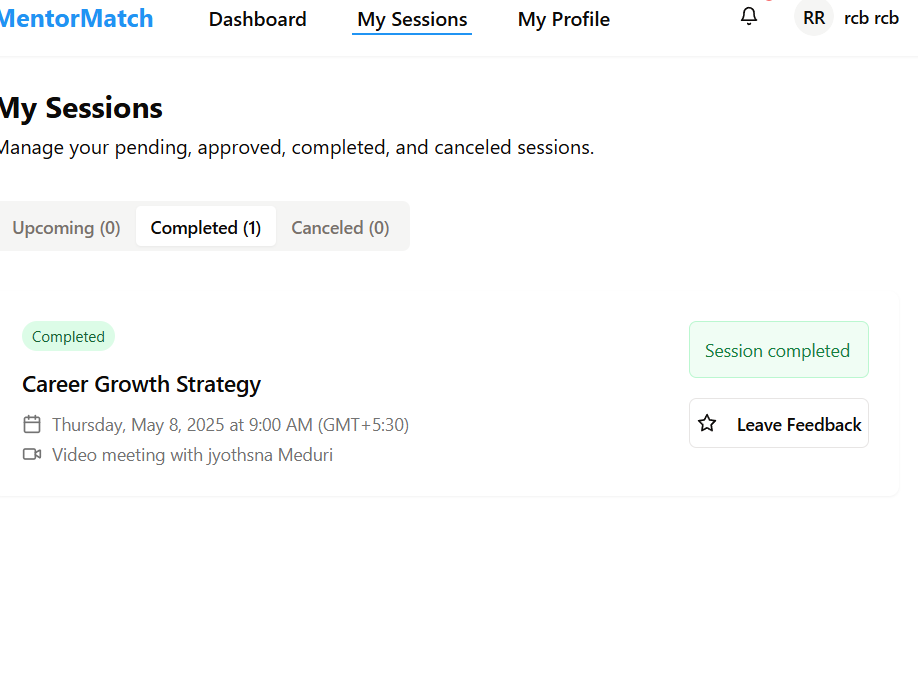 MentorMatch Dashboard My Sessions My Profile RR rcb rcb
My Sessions
Manage your pending, approved, completed, and canceled sessions.
Upcoming (0) Completed (1) Canceled (0)
Completed
Session completed
Career Growth Strategy
Thursday, May 8, 2025 at 9:00 AM (GMT+5:30)
Leave Feedback
Video meeting with jyothsna Meduri